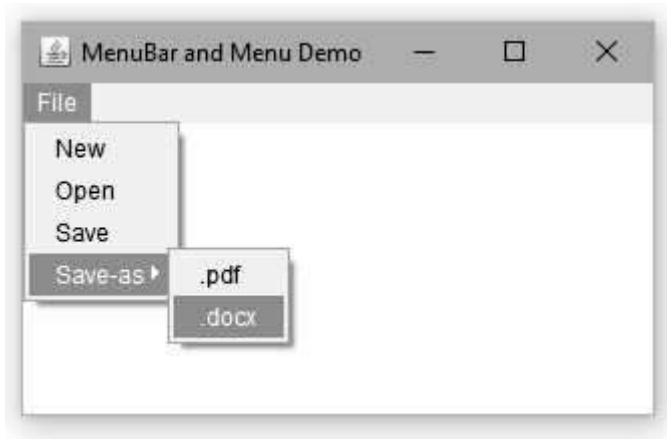 MenuBar and Menu Demo
File
New
Open
Save
Save-as
.pdf
.docx